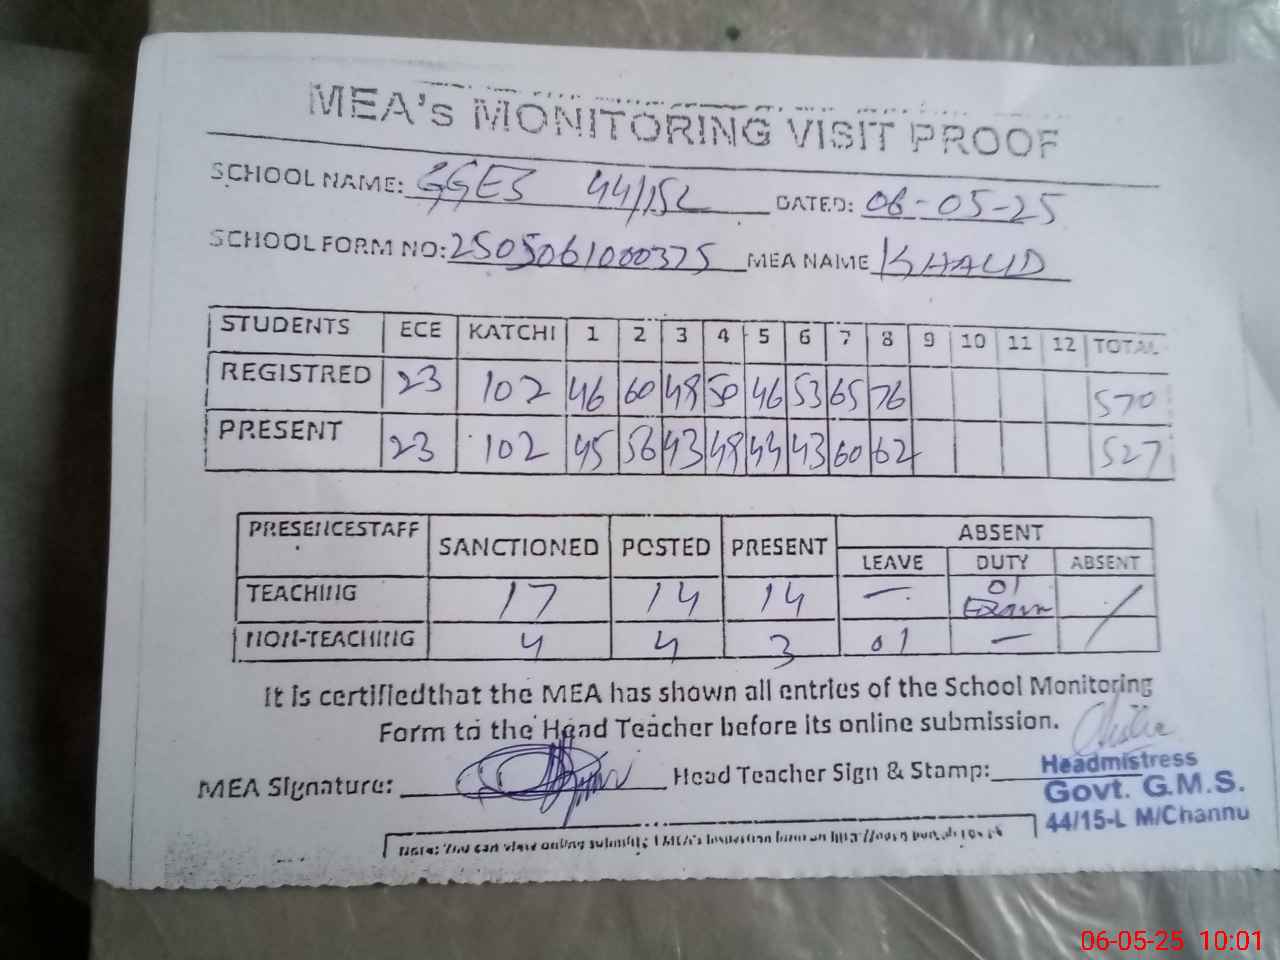 MEA's MONITORING VISIT PROOF
SCHOOL NAME: GGES 44/15L DATED: 06-05-25
SCHOOL FORM NO: 2505061000375 MEA NAME KHALID
STUDENTS ECE KATCHI 1 2 3 4 5 6 7 8 9 10 11 12 TOTAL
REGISTRED 23 102 46 60 48 50 46 53 65 76 570
PRESENT 23 102 45 56 43 48 44 43 60 62 527
PRESENCESTAFF SANCTIONED POSTED PRESENT ABSENT
LEAVE DUTY ABSENT
TEACHING 17 14 14 — 01 Exam /
NON-TEACHING 4 4 3 01 —
It is certifiedthat the MEA has shown all entries of the School Monitoring
Form to the Head Teacher before its online submission.
MEA Signature: Head Teacher Sign & Stamp:
Headmistress
Govt. G.M.S.
44/15-L M/Channu
Note: You can view online
06-05-25 10:01